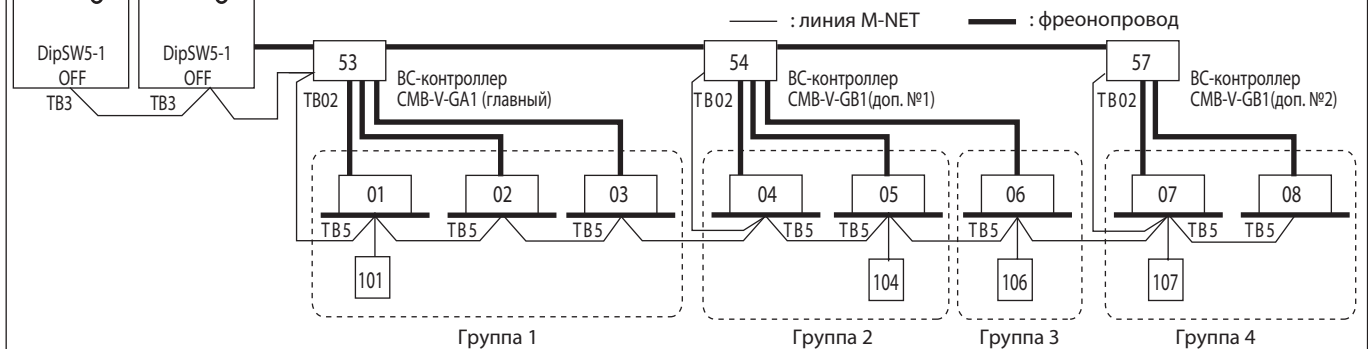 : линия M-NET
: фреонопровод
DipSW5-1
OFF
DipSW5-1
OFF
TB3
TB3
53
54
57
TB02
ВС-контроллер
CMB-V-GA1 (главный)
TB02
ВС-контроллер
CMB-V-GB1(доп. №1)
TB02
ВС-контроллер
CMB-V-GB1(доп. №2)
01
02
03
04
05
06
07
08
TB5
TB5
TB5
TB5
TB5
TB5
TB5
TB5
101
104
106
107
Группа 1
Группа 2
Группа 3
Группа 4